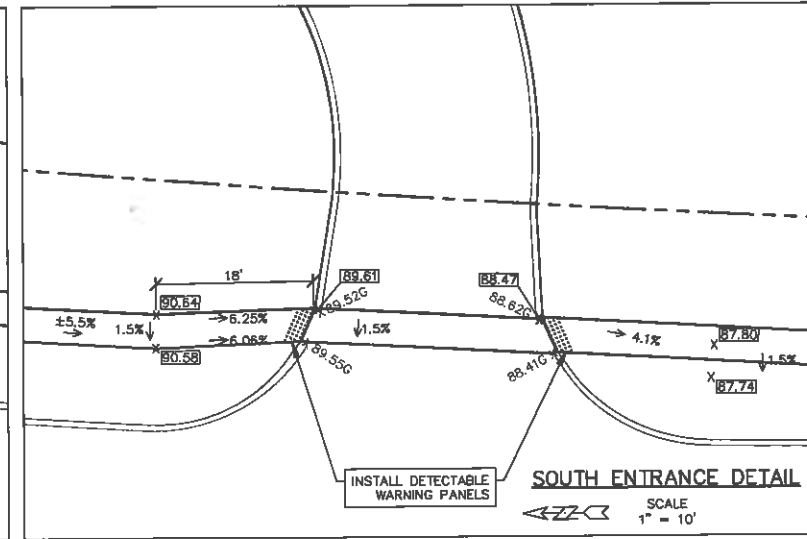 18'
89.61
88.47
90.64
89.52G
88.62G
±5.5%
1.5%
6.25%
1.5%
6.06%
4.1%
87.80
90.58
89.55G
88.41G
1.5%
87.74
INSTALL DETECTABLE
WARNING PANELS
SOUTH ENTRANCE DETAIL
Z
SCALE
1" = 10'